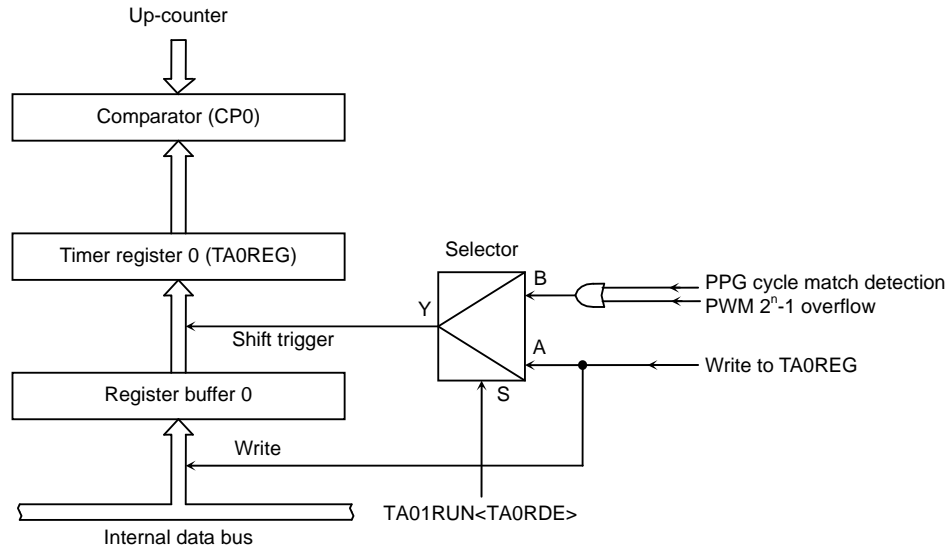 Up-counter
Comparator (CP0)
Timer register 0 (TA0REG)
Selector
B
PPG cycle match detection
PWM 2ⁿ-1 overflow
Y
Shift trigger
A
Write to TA0REG
Register buffer 0
S
Write
TA01RUN<TA0RDE>
Internal data bus